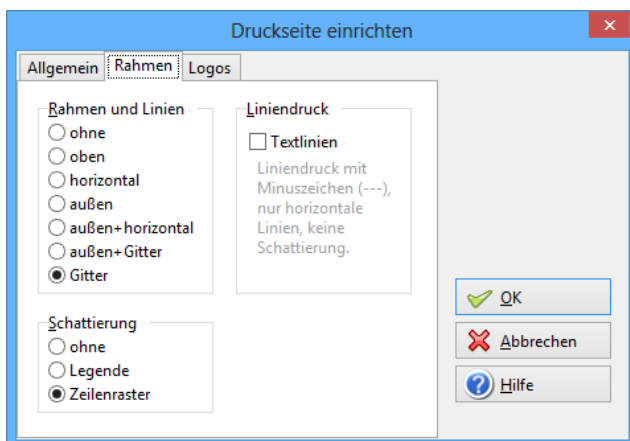 Druckseite einrichten
Allgemein Rahmen Logos
Rahmen und Linien
ohne
oben
horizontal
außen
außen+horizontal
außen+Gitter
Gitter
Liniendruck
Textlinien
Liniendruck mit
Minuszeichen (---),
nur horizontale
Linien, keine
Schattierung.
Schattierung
ohne
Legende
Zeilenraster
OK
Abbrechen
Hilfe